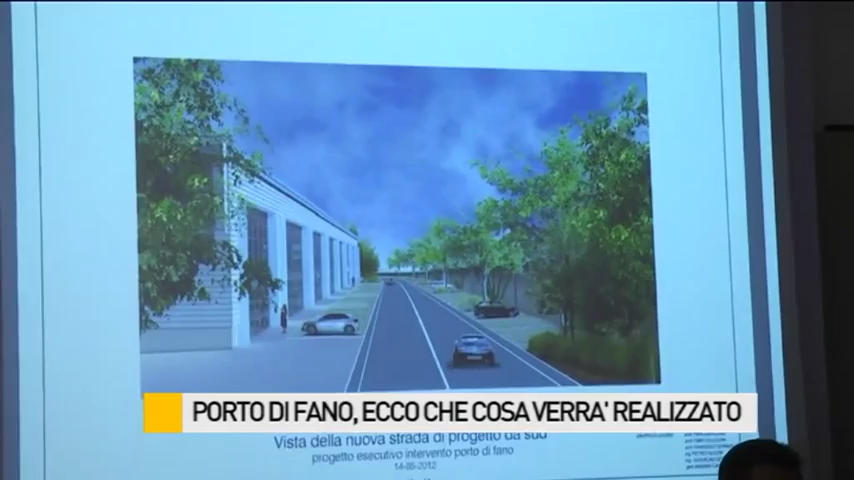 PORTO DI FANO, ECCO CHE COSA VERRA' REALIZZATO
Vista della nuova strada di progetto da sud
progetto esecutivo intervento porto di fano
14-05-2012